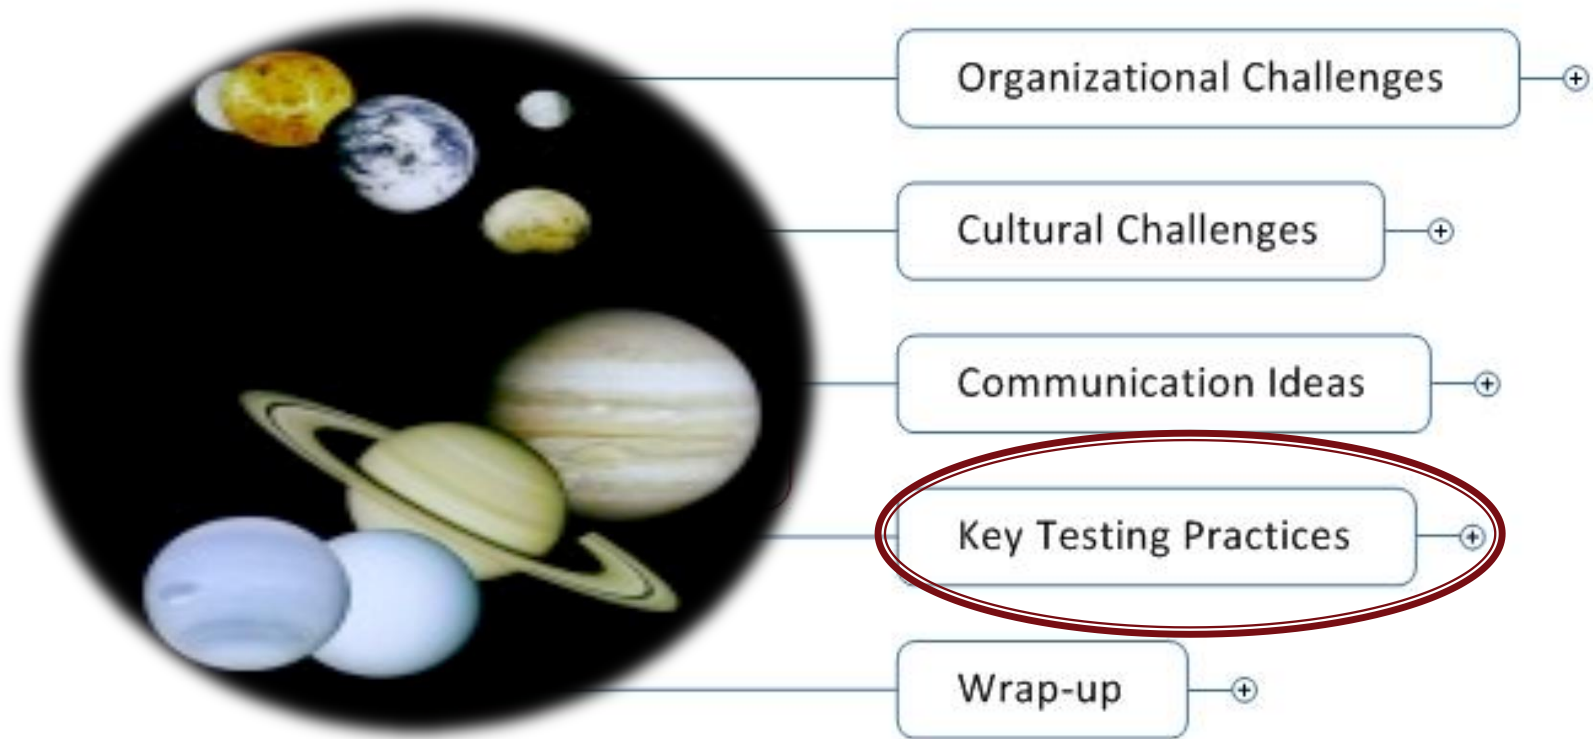 Organizational Challenges
Cultural Challenges
Communication Ideas
Key Testing Practices
Wrap-up